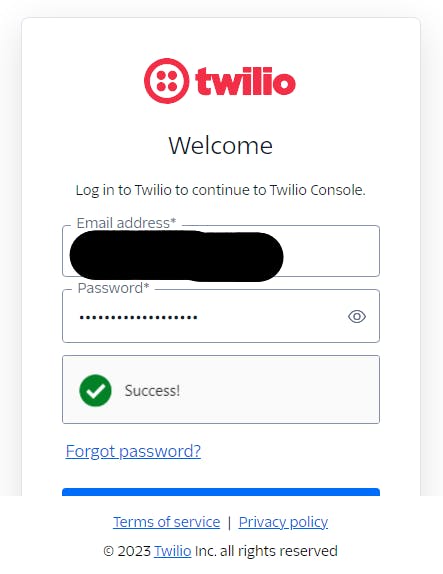 twilio
Welcome
Log in to Twilio to continue to Twilio Console.
Email address*
Password*
•••••••••••••••••••
Success!
Forgot password?
Terms of service | Privacy policy
© 2023 Twilio Inc. all rights reserved